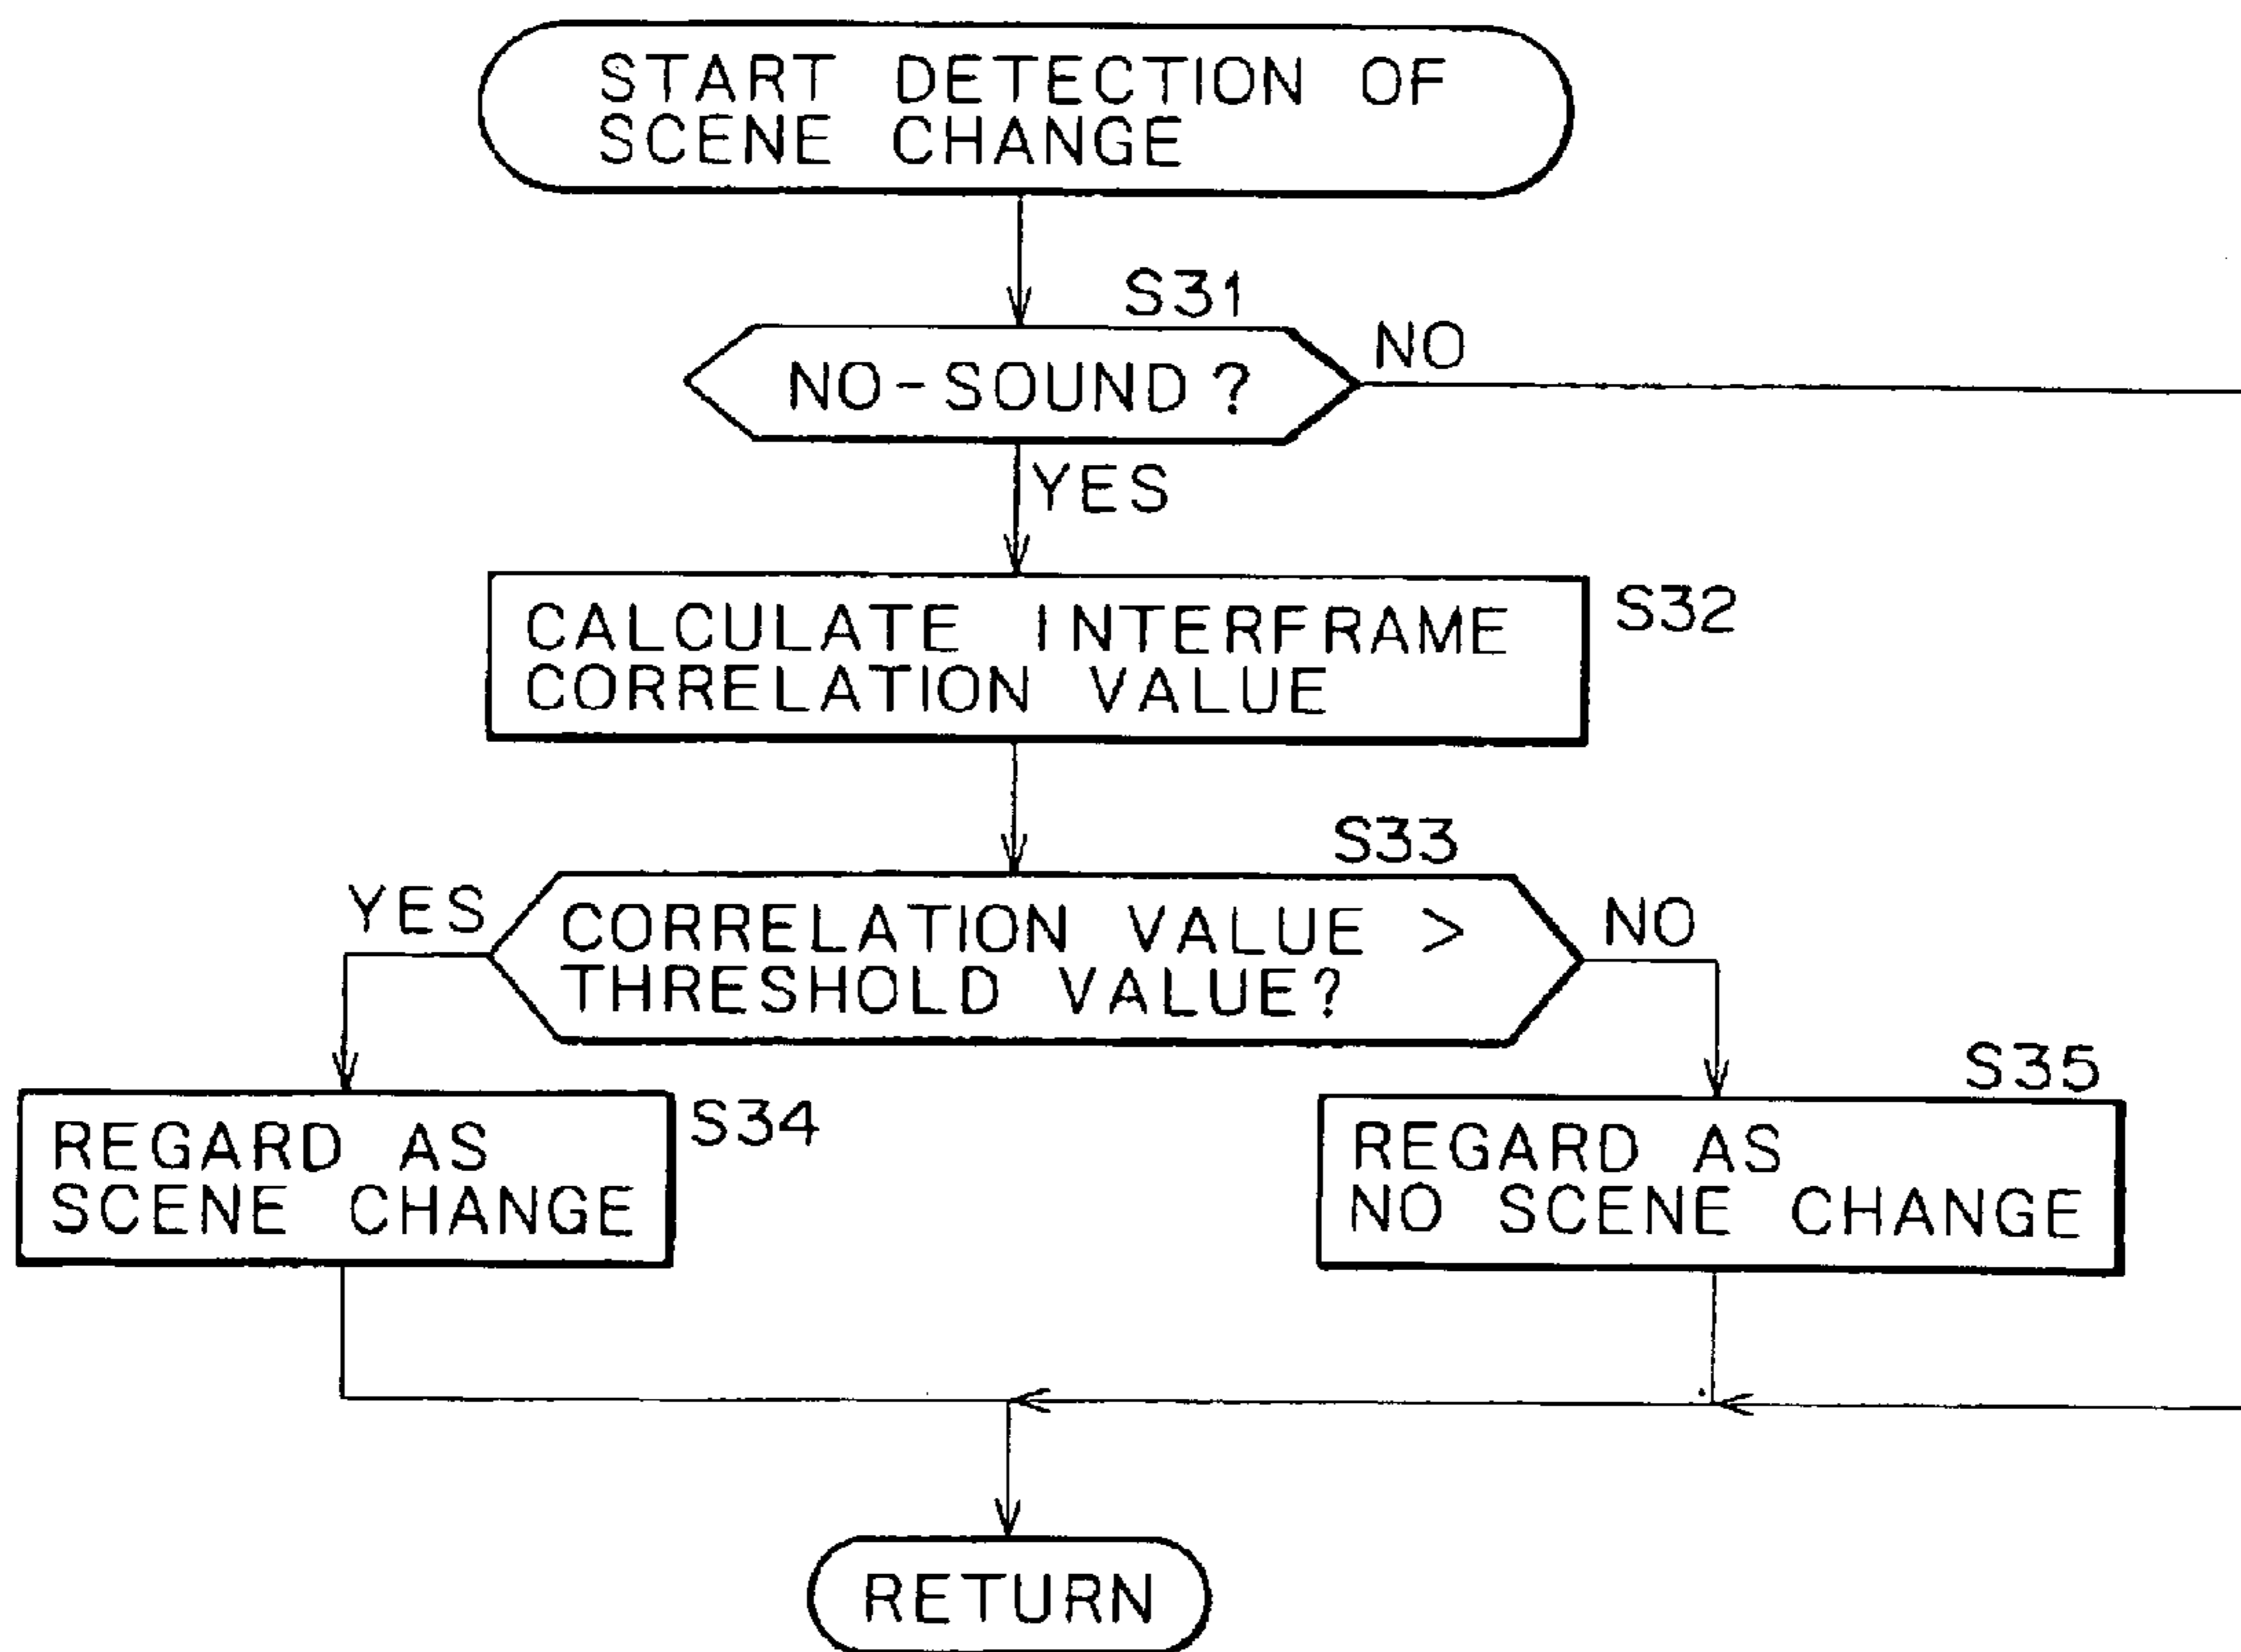 START DETECTION OF
SCENE CHANGE
S31
NO-SOUND?
NO
YES
CALCULATE INTERFRAME
CORRELATION VALUE
S32
S33
YES
CORRELATION VALUE >
THRESHOLD VALUE?
NO
S35
REGARD AS
SCENE CHANGE
S34
REGARD AS
NO SCENE CHANGE
RETURN